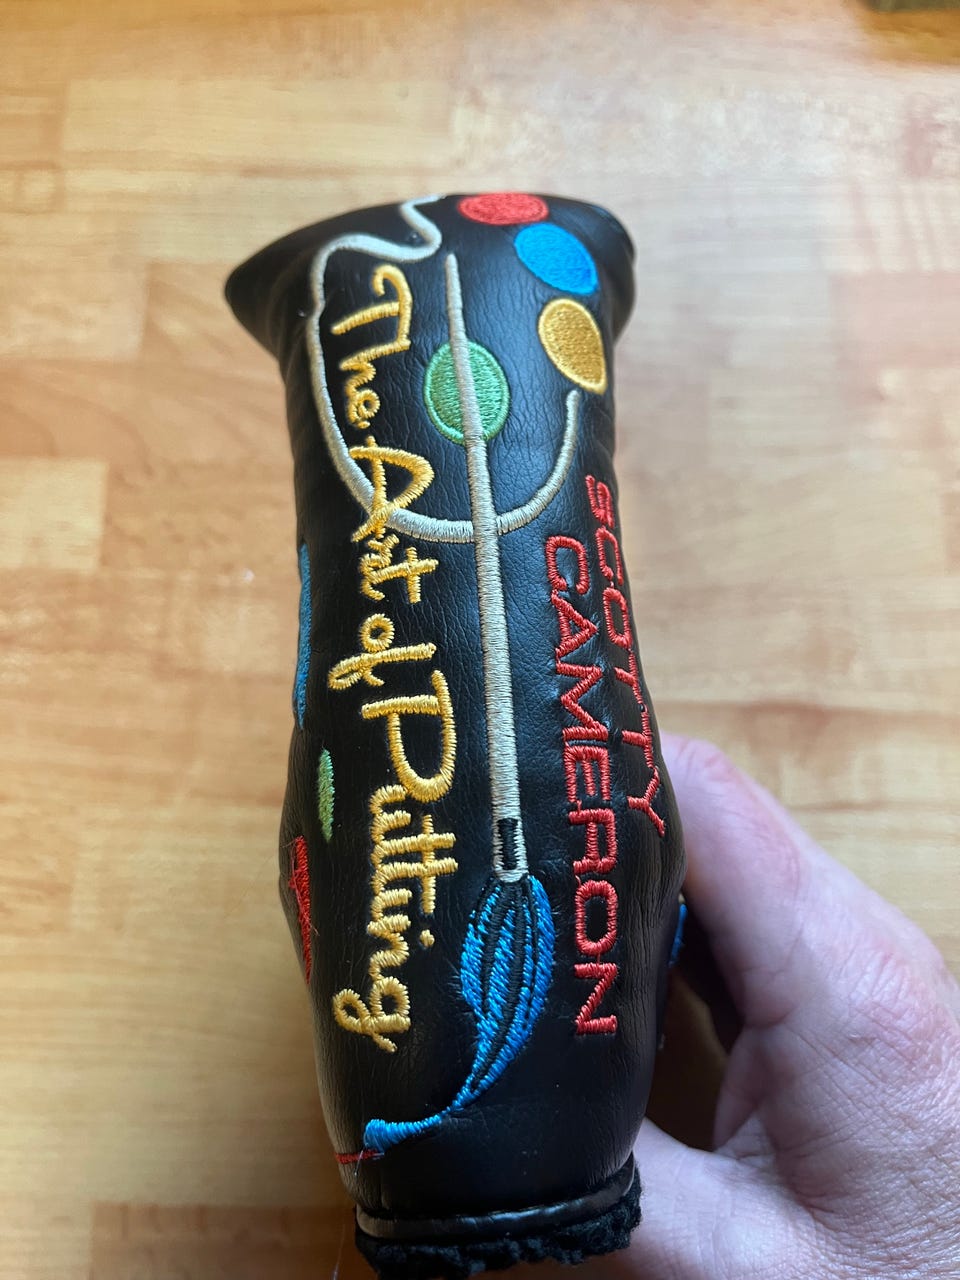 The Art of Putting
SCOTTY
CAMERON